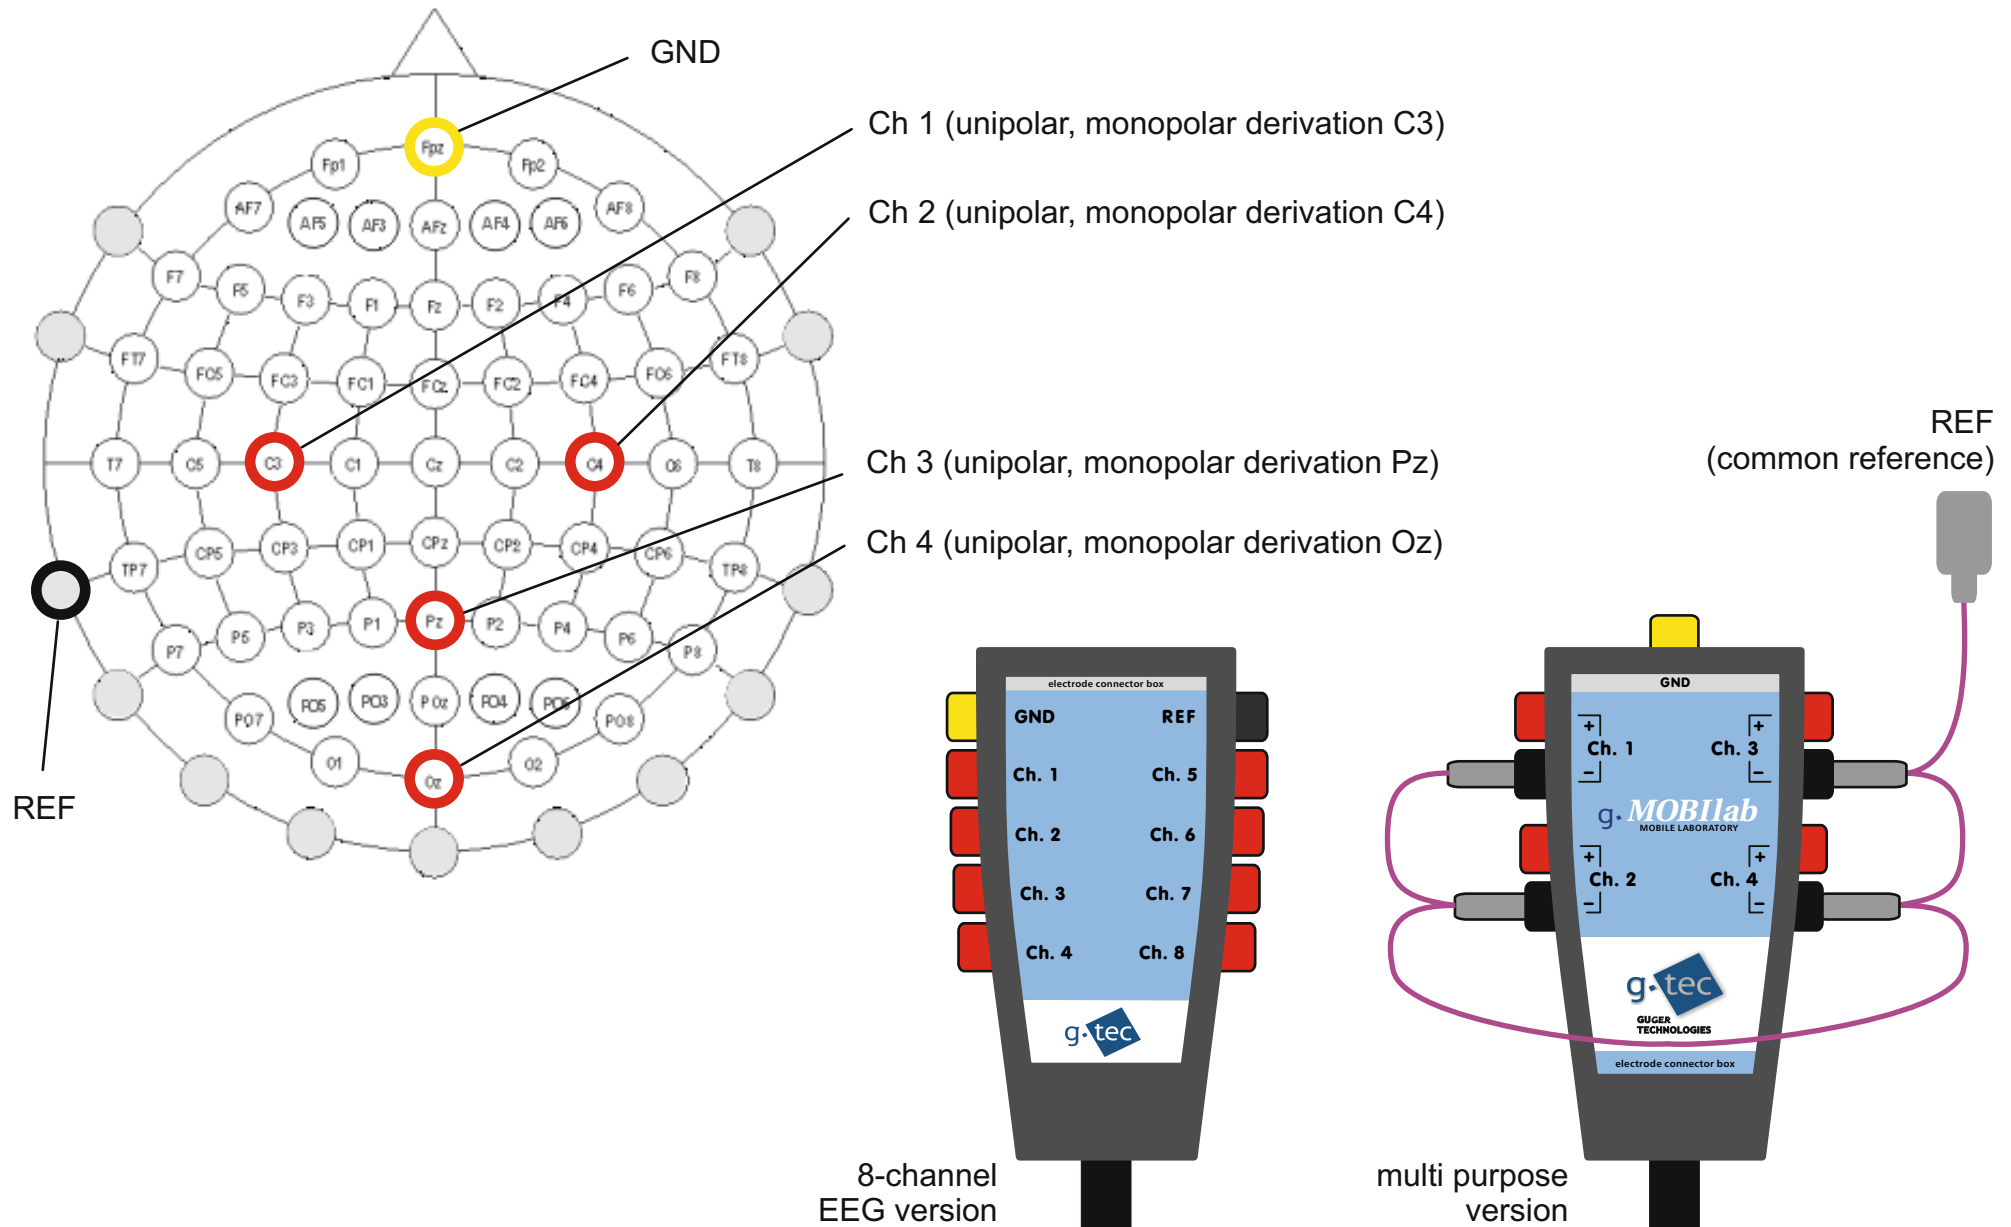 GND
Ch 1 (unipolar, monopolar derivation C3)
Ch 2 (unipolar, monopolar derivation C4)
Ch 3 (unipolar, monopolar derivation Pz)
Ch 4 (unipolar, monopolar derivation Oz)
REF
Fp1 Fpz Fp2
AF7 AF5 AF3 AFz AF4 AF6 AF8
F7 F5 F3 F1 Fz F2 F4 F6 F8
FT7 FC5 FC3 FC1 FCz FC2 FC4 FC6 FT8
T7 C5 C3 C1 Cz C2 C4 C6 T8
TP7 CP5 CP3 CP1 CPz CP2 CP4 CP6 TP8
P7 P5 P3 P1 Pz P2 P4 P6 P8
PO7 PO5 PO3 POz PO4 PO6 PO8
O1 Oz O2
electrode connector box
GND REF
Ch. 1 Ch. 5
Ch. 2 Ch. 6
Ch. 3 Ch. 7
Ch. 4 Ch. 8
g.tec
8-channel
EEG version
REF
(common reference)
GND
+ +
Ch. 1 Ch. 3
− −
g.MOBIlab
MOBILE LABORATORY
+ +
Ch. 2 Ch. 4
− −
g.tec
GUGER
TECHNOLOGIES
electrode connector box
multi purpose
version